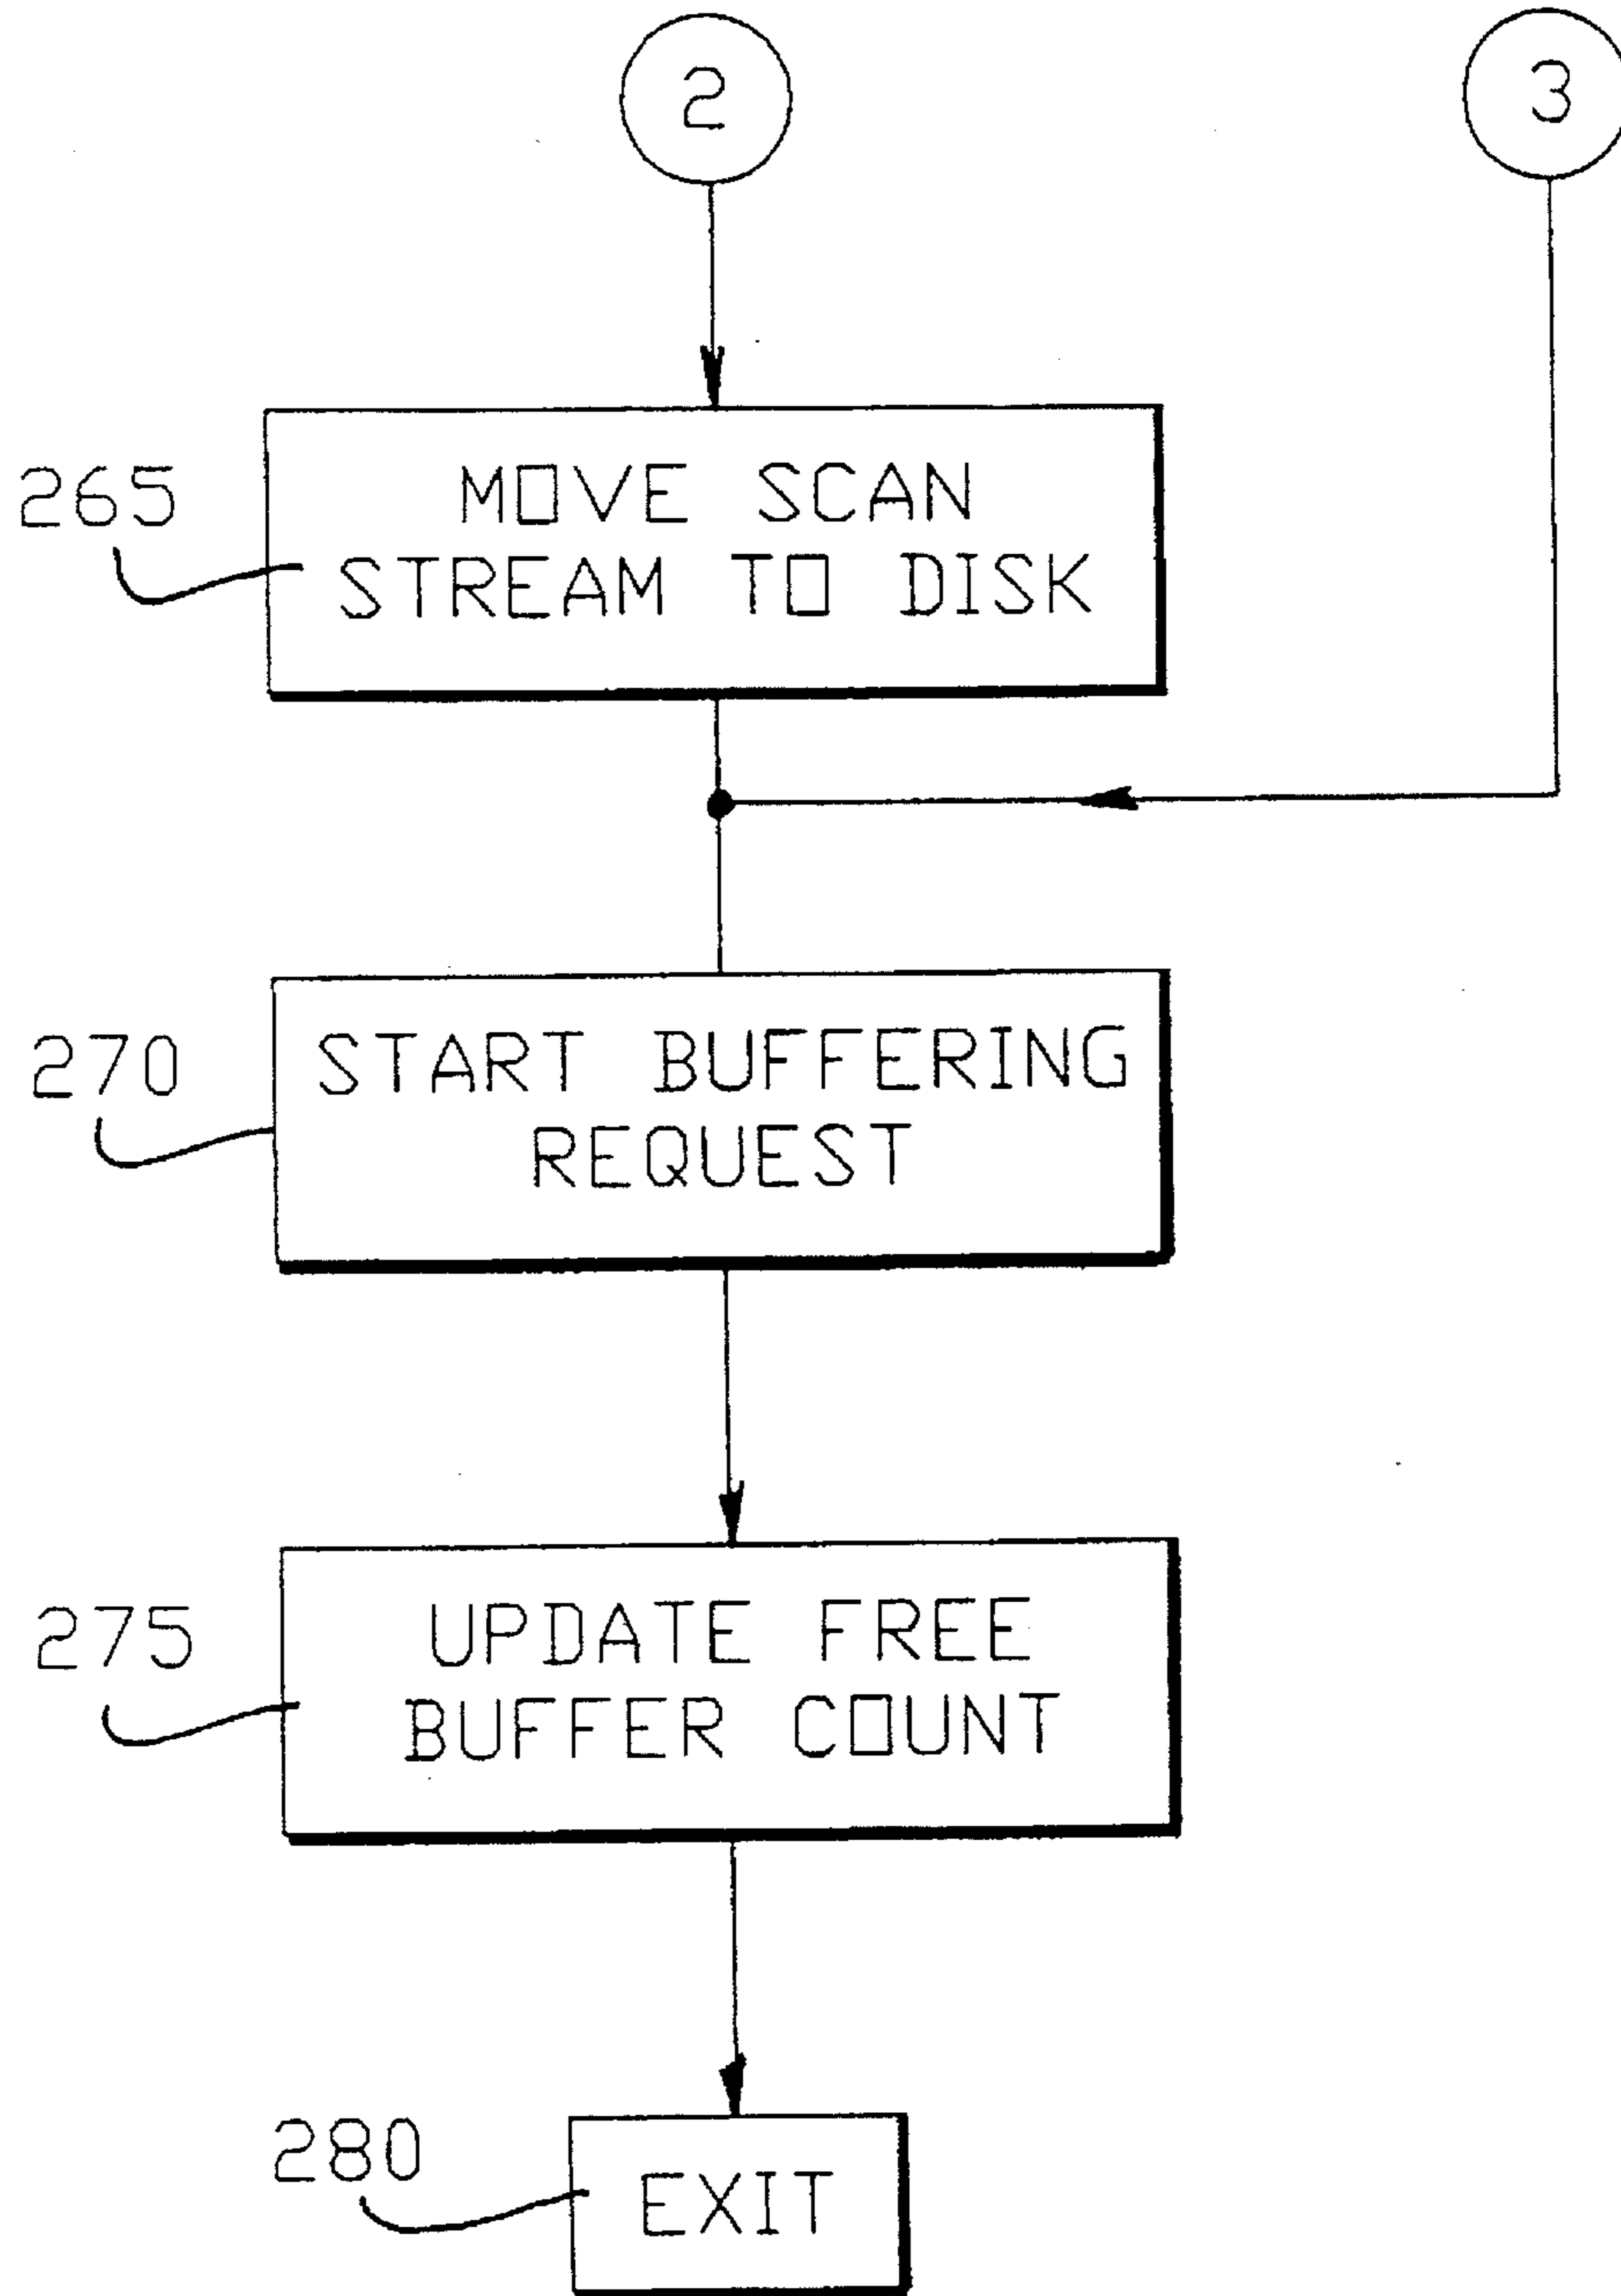 2
3
265
MOVE SCAN
STREAM TO DISK
270
START BUFFERING
REQUEST
275
UPDATE FREE
BUFFER COUNT
280
EXIT